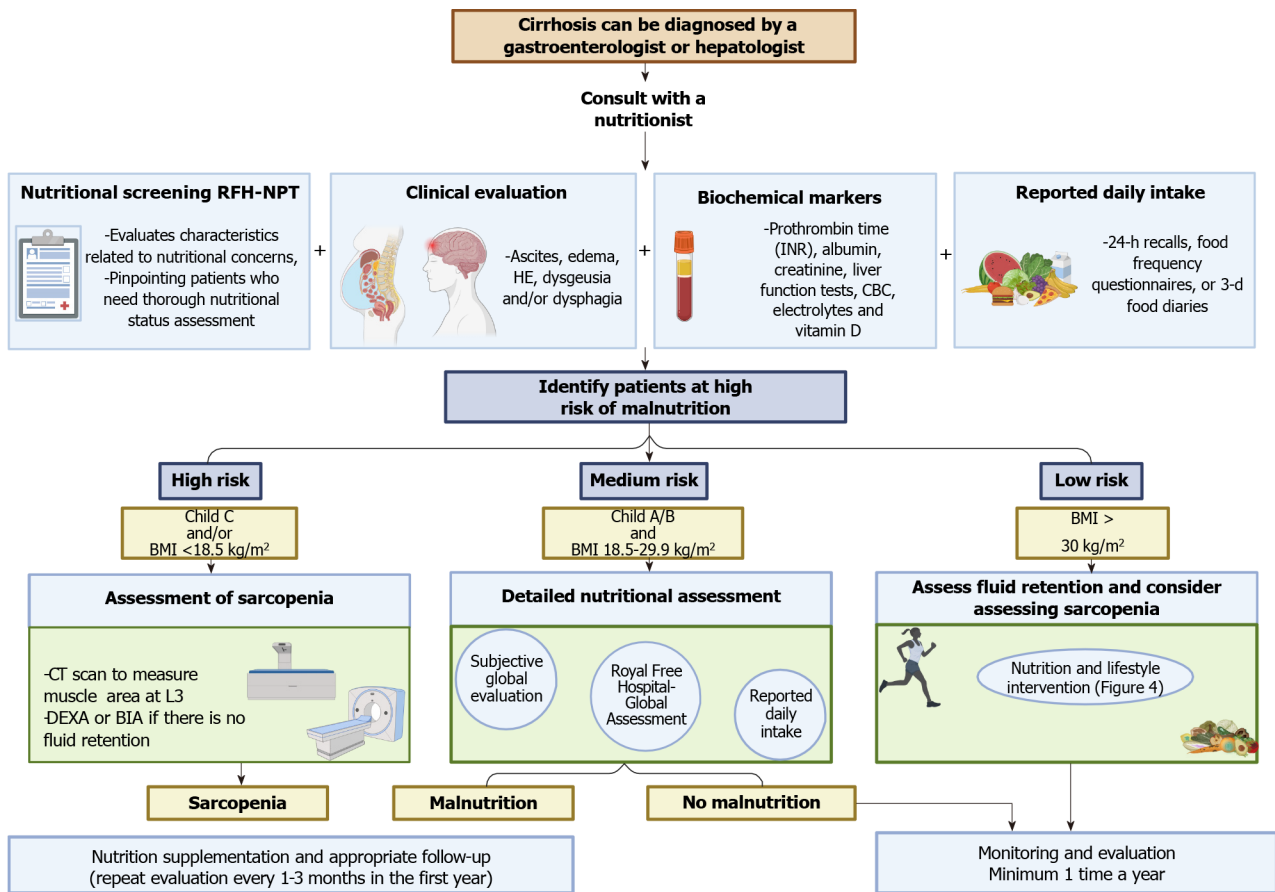 Cirrhosis can be diagnosed by a
gastroenterologist or hepatologist
Consult with a
nutritionist
Nutritional screening RFH-NPT
-Evaluates characteristics
related to nutritional concerns,
-Pinpointing patients who
need thorough nutritional
status assessment
+
Clinical evaluation
-Ascites, edema,
HE, dysgeusia
and/or dysphagia
+
Biochemical markers
-Prothrombin time
(INR), albumin,
creatinine, liver
function tests, CBC,
electrolytes and
vitamin D
+
Reported daily intake
-24-h recalls, food
frequency
questionnaires, or 3-d
food diaries
Identify patients at high
risk of malnutrition
High risk
Child C
and/or
BMI <18.5 kg/m²
Assessment of sarcopenia
-CT scan to measure
muscle area at L3
-DEXA or BIA if there is no
fluid retention
Sarcopenia
Medium risk
Child A/B
and
BMI 18.5-29.9 kg/m²
Detailed nutritional assessment
Subjective
global
evaluation
Royal Free
Hospital-
Global
Assessment
Reported
daily
intake
Malnutrition
No malnutrition
Low risk
BMI >
30 kg/m²
Assess fluid retention and consider
assessing sarcopenia
Nutrition and lifestyle
intervention (Figure 4)
Nutrition supplementation and appropriate follow-up
(repeat evaluation every 1-3 months in the first year)
Monitoring and evaluation
Minimum 1 time a year